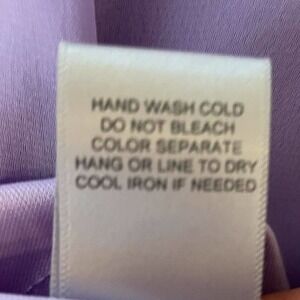 HAND WASH COLD
DO NOT BLEACH
COLOR SEPARATE
HANG OR LINE TO DRY
COOL IRON IF NEEDED